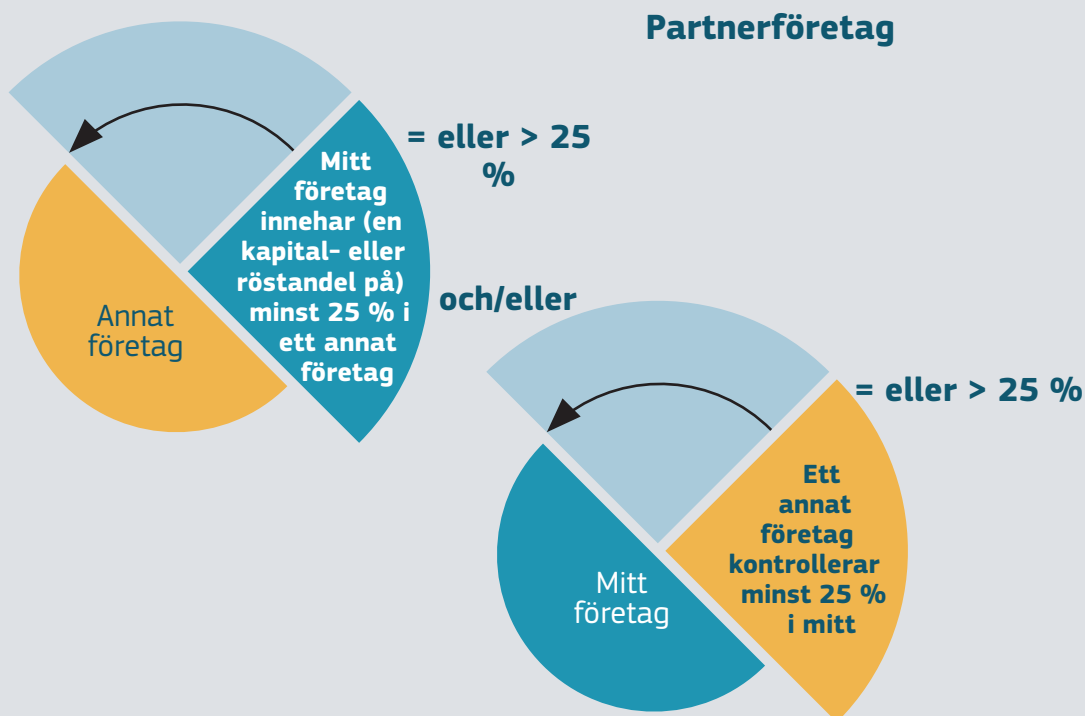 Partnerföretag
= eller > 25
%
Mitt
företag
innehar (en
kapital- eller
röstandel på)
minst 25 % i
ett annat
företag
Annat
företag
och/eller
= eller > 25 %
Ett
annat
företag
kontrollerar
minst 25 %
i mitt
Mitt
företag